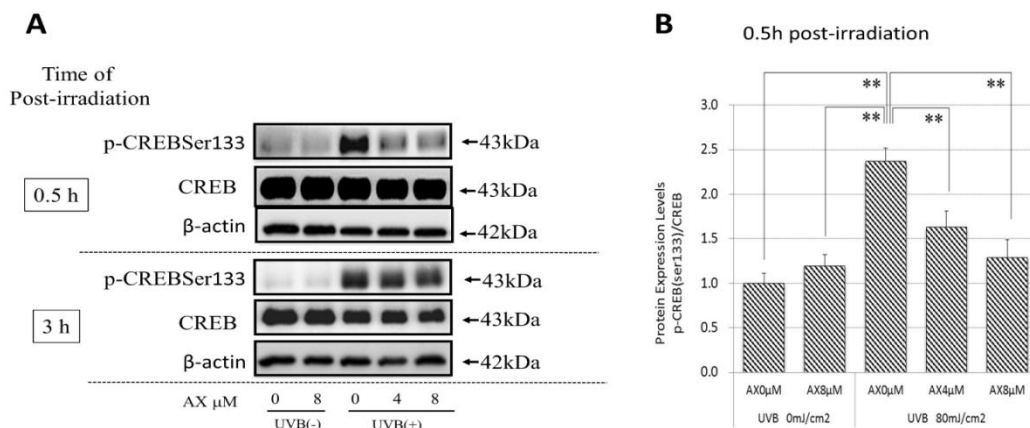 A
Time of
Post-irradiation
p-CREBSer133
43kDa
0.5 h
CREB
43kDa
β-actin
42kDa
p-CREBSer133
43kDa
3 h
CREB
43kDa
β-actin
42kDa
AX μM
0 8 0 4 8
UVB(-) UVB(+)
B
0.5h post-irradiation
** **
** **
Protein Expression Levels
p-CREB(ser133)/CREB
3.0
2.5
2.0
1.5
1.0
0.5
0.0
AX0μM AX8μM AX0μM AX4μM AX8μM
UVB 0mJ/cm2 UVB 80mJ/cm2